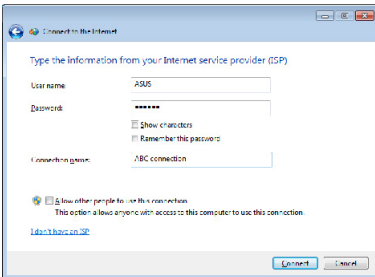 Connect to the Internet
Type the information from your Internet service provider (ISP)
User name:
ASUS
Password:
••••••
Show characters
Remember this password
Connection name:
ABC connection
Allow other people to use this connection
This option allows anyone with access to this computer to use this connection.
I don't have an ISP
Connect
Cancel